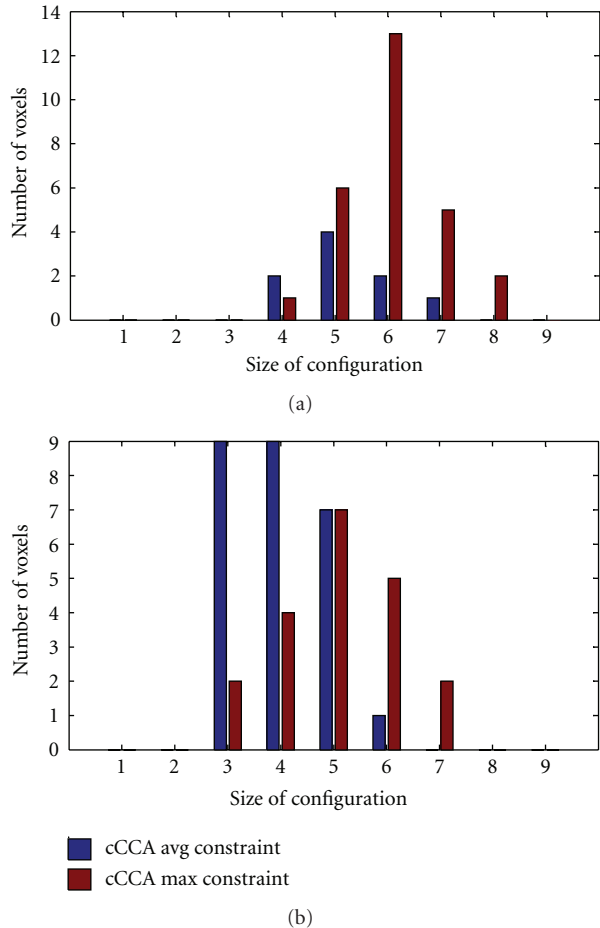 14
12
10
8
6
4
2
0
Number of voxels
1 2 3 4 5 6 7 8 9
Size of configuration
(a)
9
8
7
6
5
4
3
2
1
0
Number of voxels
1 2 3 4 5 6 7 8 9
Size of configuration
cCCA avg constraint
cCCA max constraint
(b)